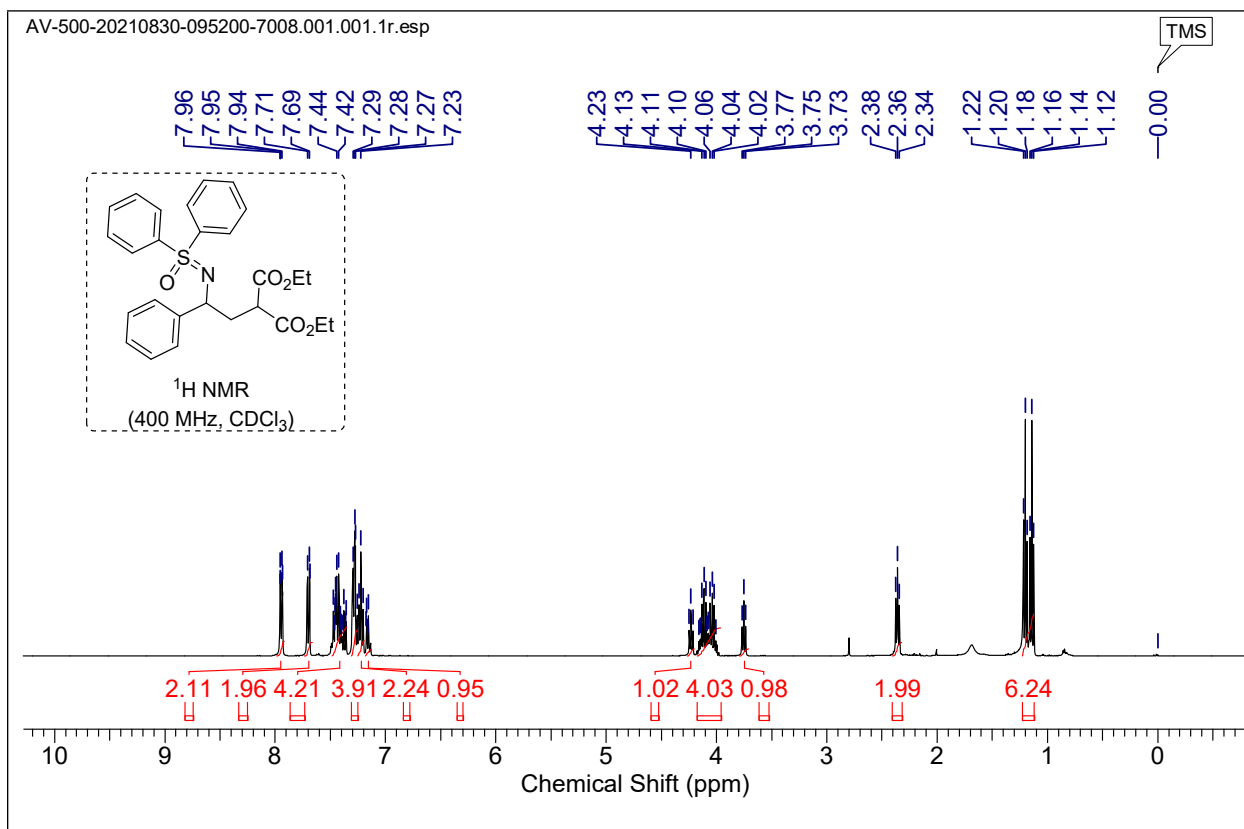 AV-500-20210830-095200-7008.001.001.1r.esp
TMS
7.96 7.95 7.94 7.71 7.69 7.44 7.42 7.29 7.28 7.27 7.23 4.23 4.13 4.11 4.10 4.06 4.04 4.02 3.77 3.75 3.73 2.38 2.36 2.34 1.22 1.20 1.18 1.16 1.14 1.12 0.00
S
O
N
CO2Et
CO2Et
1H NMR
(400 MHz, CDCl3)
2.11 1.96 4.21 3.91 2.24 0.95 1.02 4.03 0.98 1.99 6.24
10 9 8 7 6 5 4 3 2 1 0
Chemical Shift (ppm)